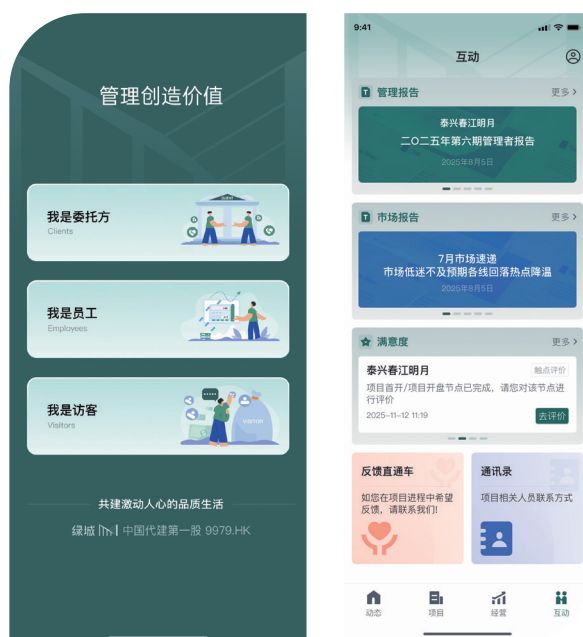 管理创造价值
我是委托方
Clients
我是员工
Employees
我是访客
Visitors
共建激动人心的品质生活
绿城 | 中国代建第一股 9979.HK
9:41
互动
管理报告
更多 >
泰兴春江明月
二〇二五年第六期管理者报告
2025年8月5日
市场报告
更多 >
7月市场速递
市场低迷不及预期各线回落热点降温
2025年8月5日
满意度
更多 >
泰兴春江明月
触点评价
项目首开/项目开盘节点已完成，请您对该节点进
行评价
2025-11-12 11:19
去评价
反馈直通车
如您在项目进程中希望
反馈，请联系我们!
通讯录
项目相关人员联系方式
动态
项目
经营
互动